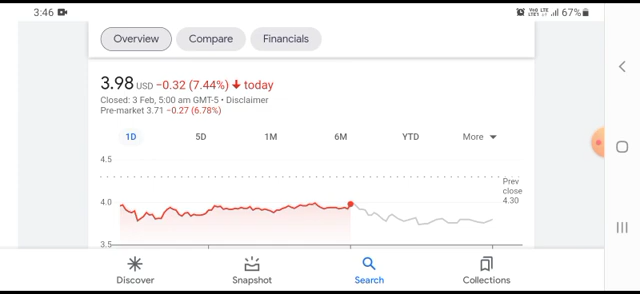 3:46 67%
Overview Compare Financials
3.98 USD −0.32 (7.44%) today
Closed: 3 Feb, 5:00 am GMT-5 • Disclaimer
Pre-market 3.71 −0.27 (6.78%)
1D 5D 1M 6M YTD More
4.5
Prev
close
4.30
4.0
3.5
Discover Snapshot Search Collections